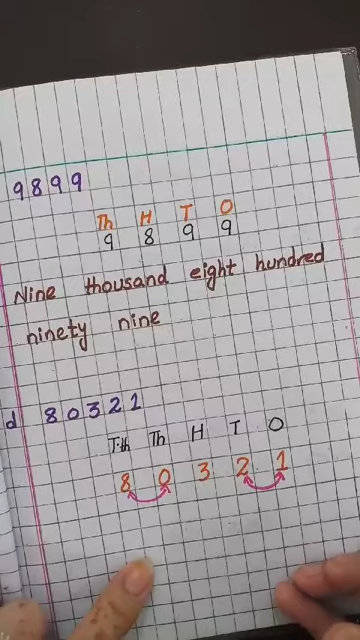 9899
Th H T O
9 8 9 9
Nine thousand eight hundred
ninety nine
d 80321
T.th Th H T O
8 0 3 2 1